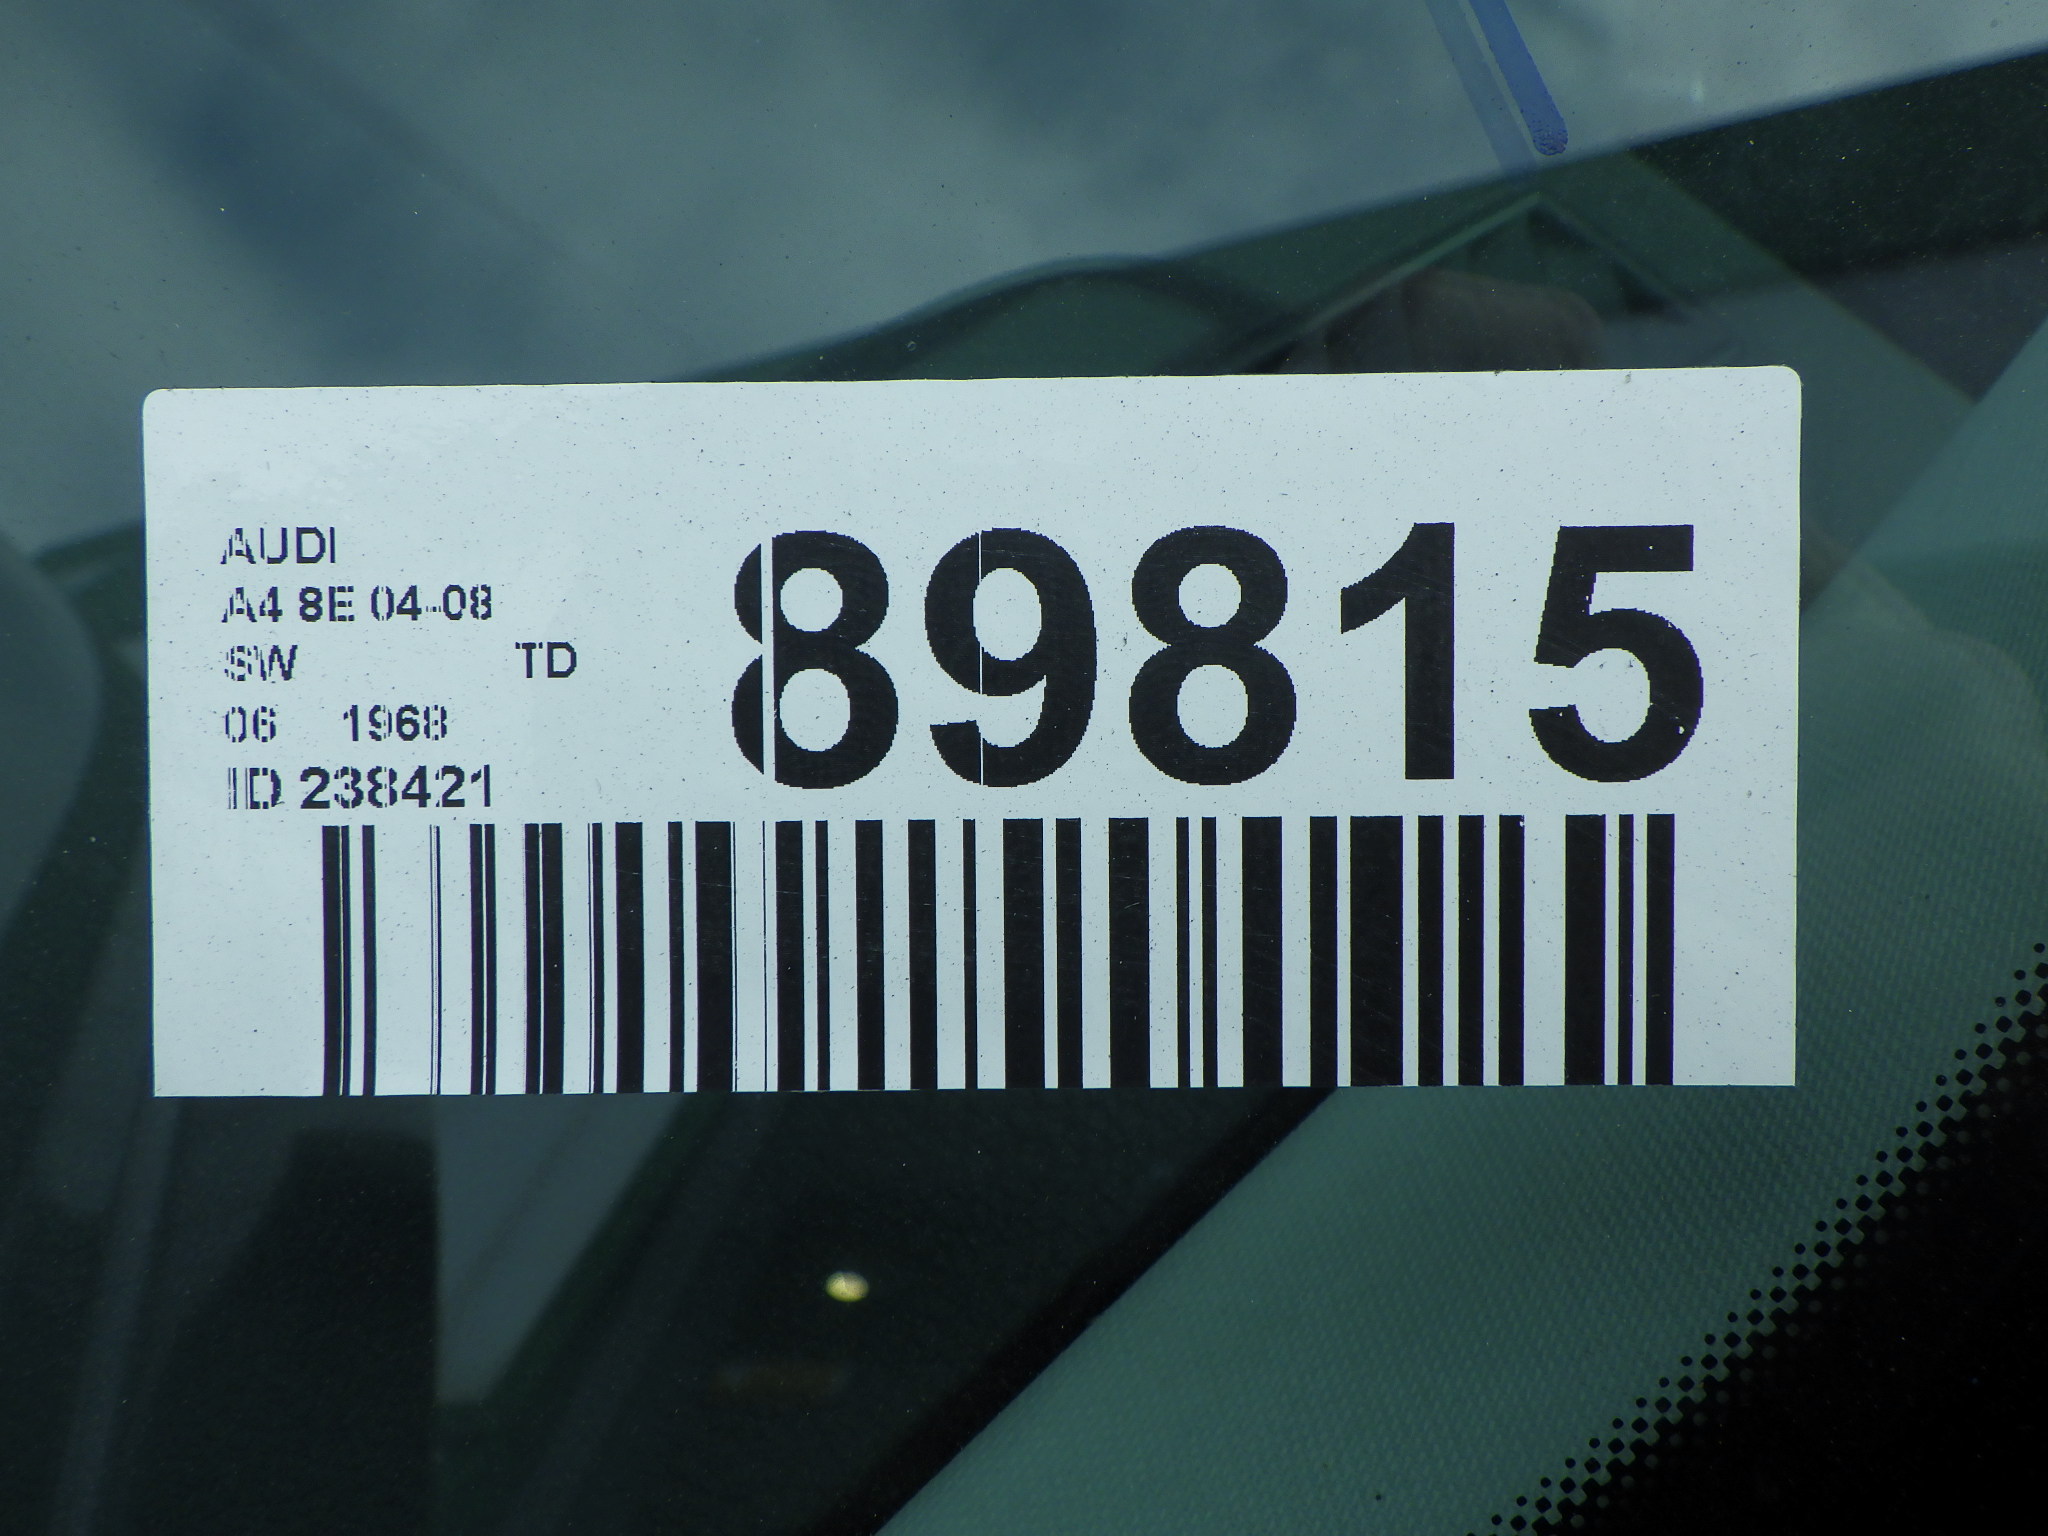 AUDI
A4 8E 04-08
SW TD
06 1968
ID 238421
89815